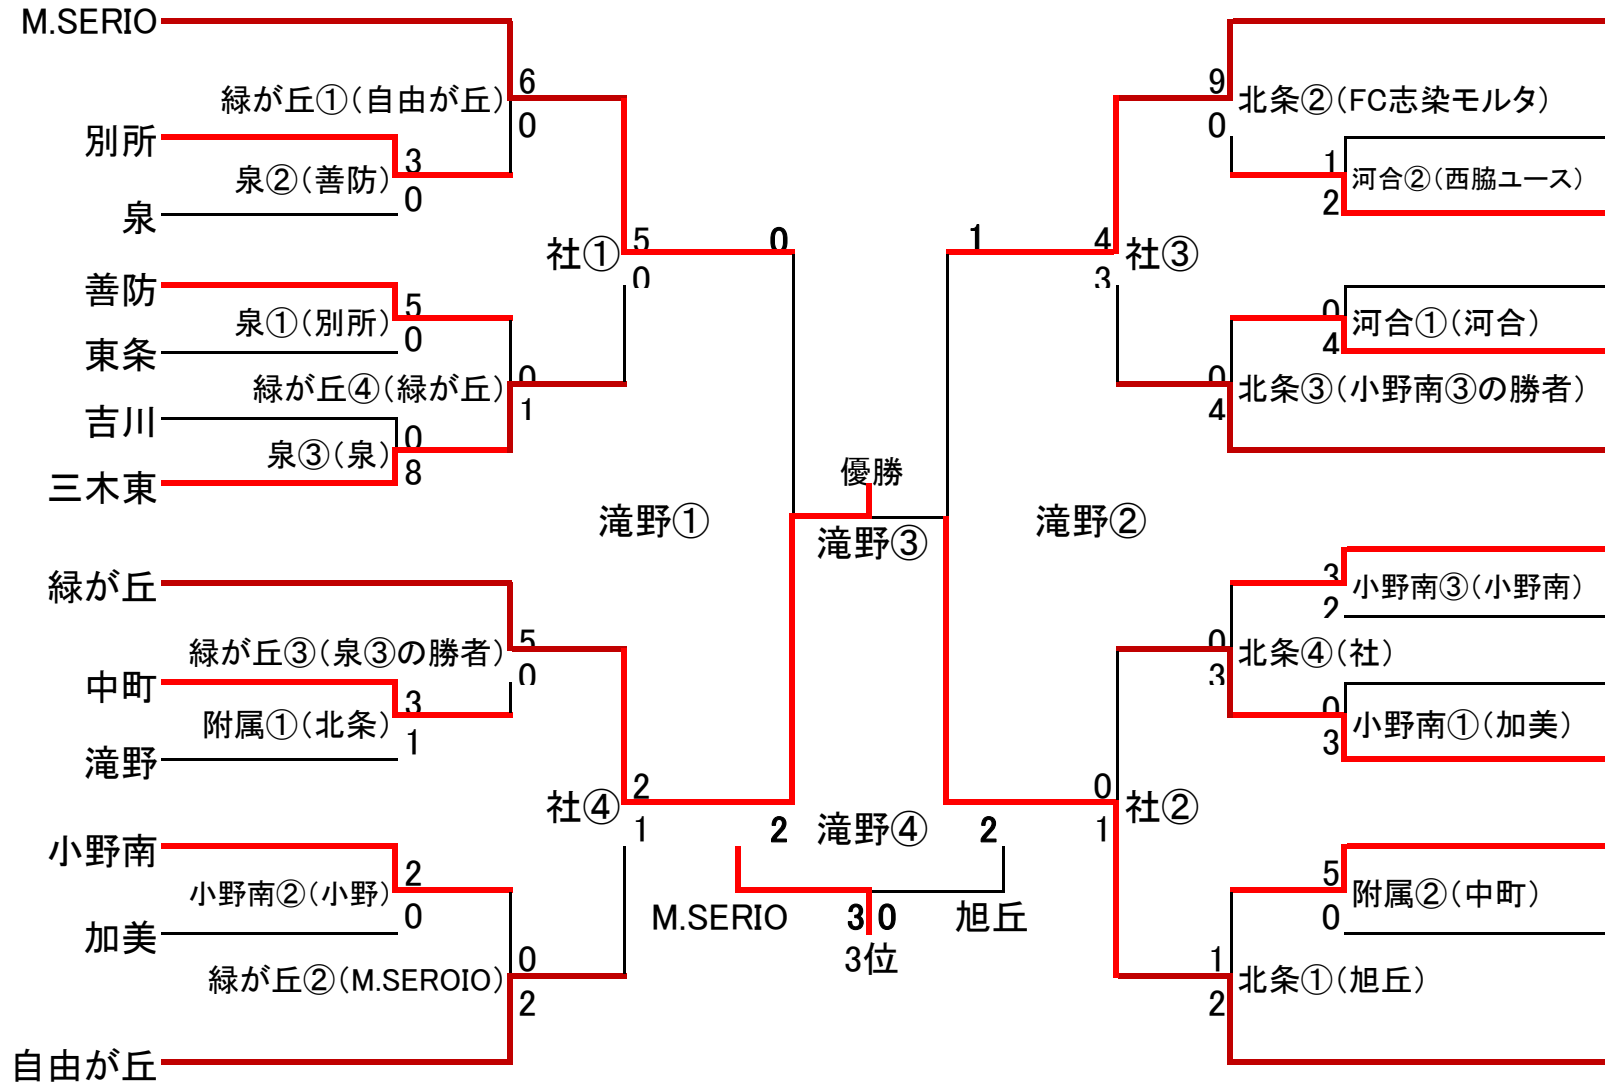 M.SERIO
6
緑が丘①(自由が丘)
0
別所
3
泉②(善防)
0
泉
社①
5
0
0
善防
5
泉①(別所)
0
東条
0
緑が丘④(緑が丘)
1
吉川
0
泉③(泉)
8
三木東
滝野①
優勝
滝野③
滝野②
緑が丘
5
緑が丘③(泉③の勝者)
0
中町
3
附属①(北条)
1
滝野
社④
2
1
2
滝野④
2
小野南
2
小野南②(小野)
0
加美
0
緑が丘②(M.SEROIO)
2
自由が丘
M.SERIO
3 0
旭丘
3位
9
北条②(FC志染モルタ)
0
1
河合②(西脇ユース)
2
1
4
社③
3
0
河合①(河合)
4
0
北条③(小野南③の勝者)
4
3
小野南③(小野南)
2
0
北条④(社)
3
0
小野南①(加美)
3
0
社②
1
5
附属②(中町)
0
1
北条①(旭丘)
2